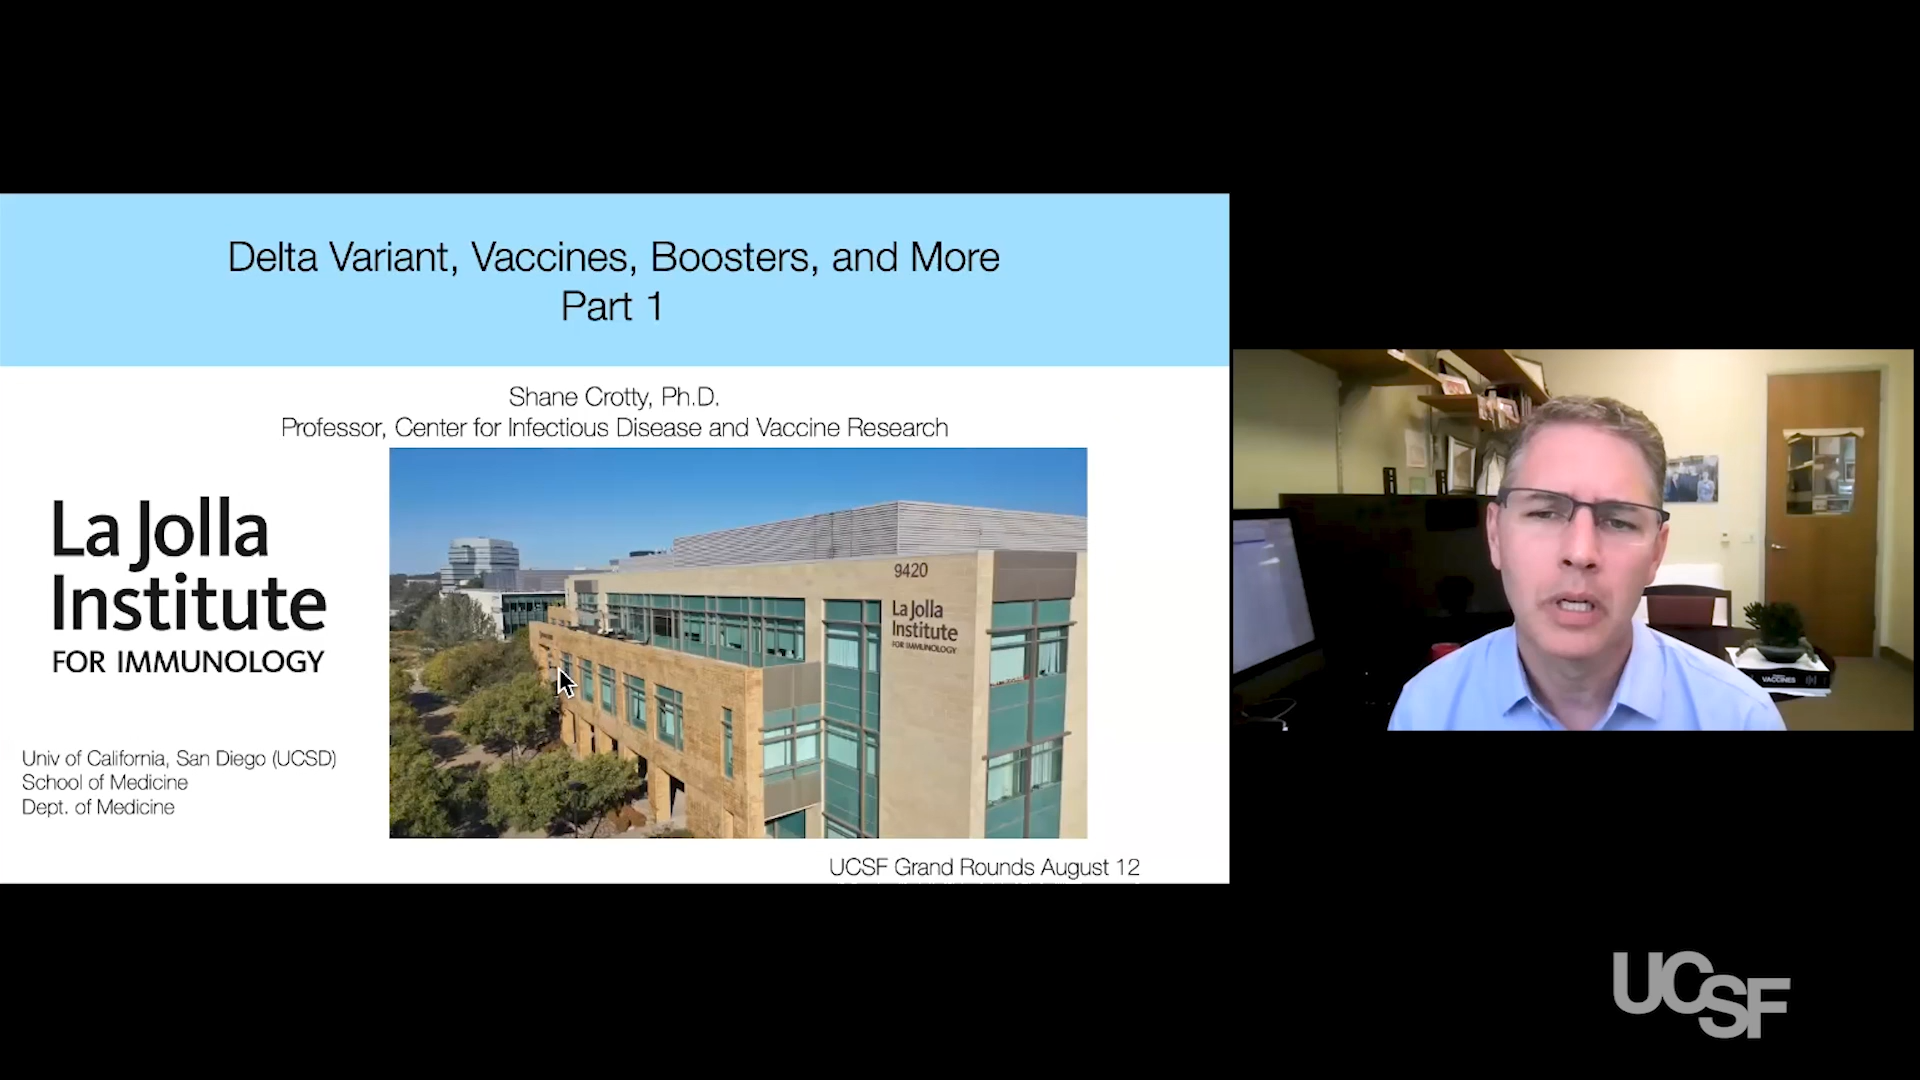 Delta Variant, Vaccines, Boosters, and More
Part 1
Shane Crotty, Ph.D.
Professor, Center for Infectious Disease and Vaccine Research
La Jolla
Institute
FOR IMMUNOLOGY
9420
La Jolla
Institute
FOR IMMUNOLOGY
Univ of California, San Diego (UCSD)
School of Medicine
Dept. of Medicine
UCSF Grand Rounds August 12
VACCINES
UCSF